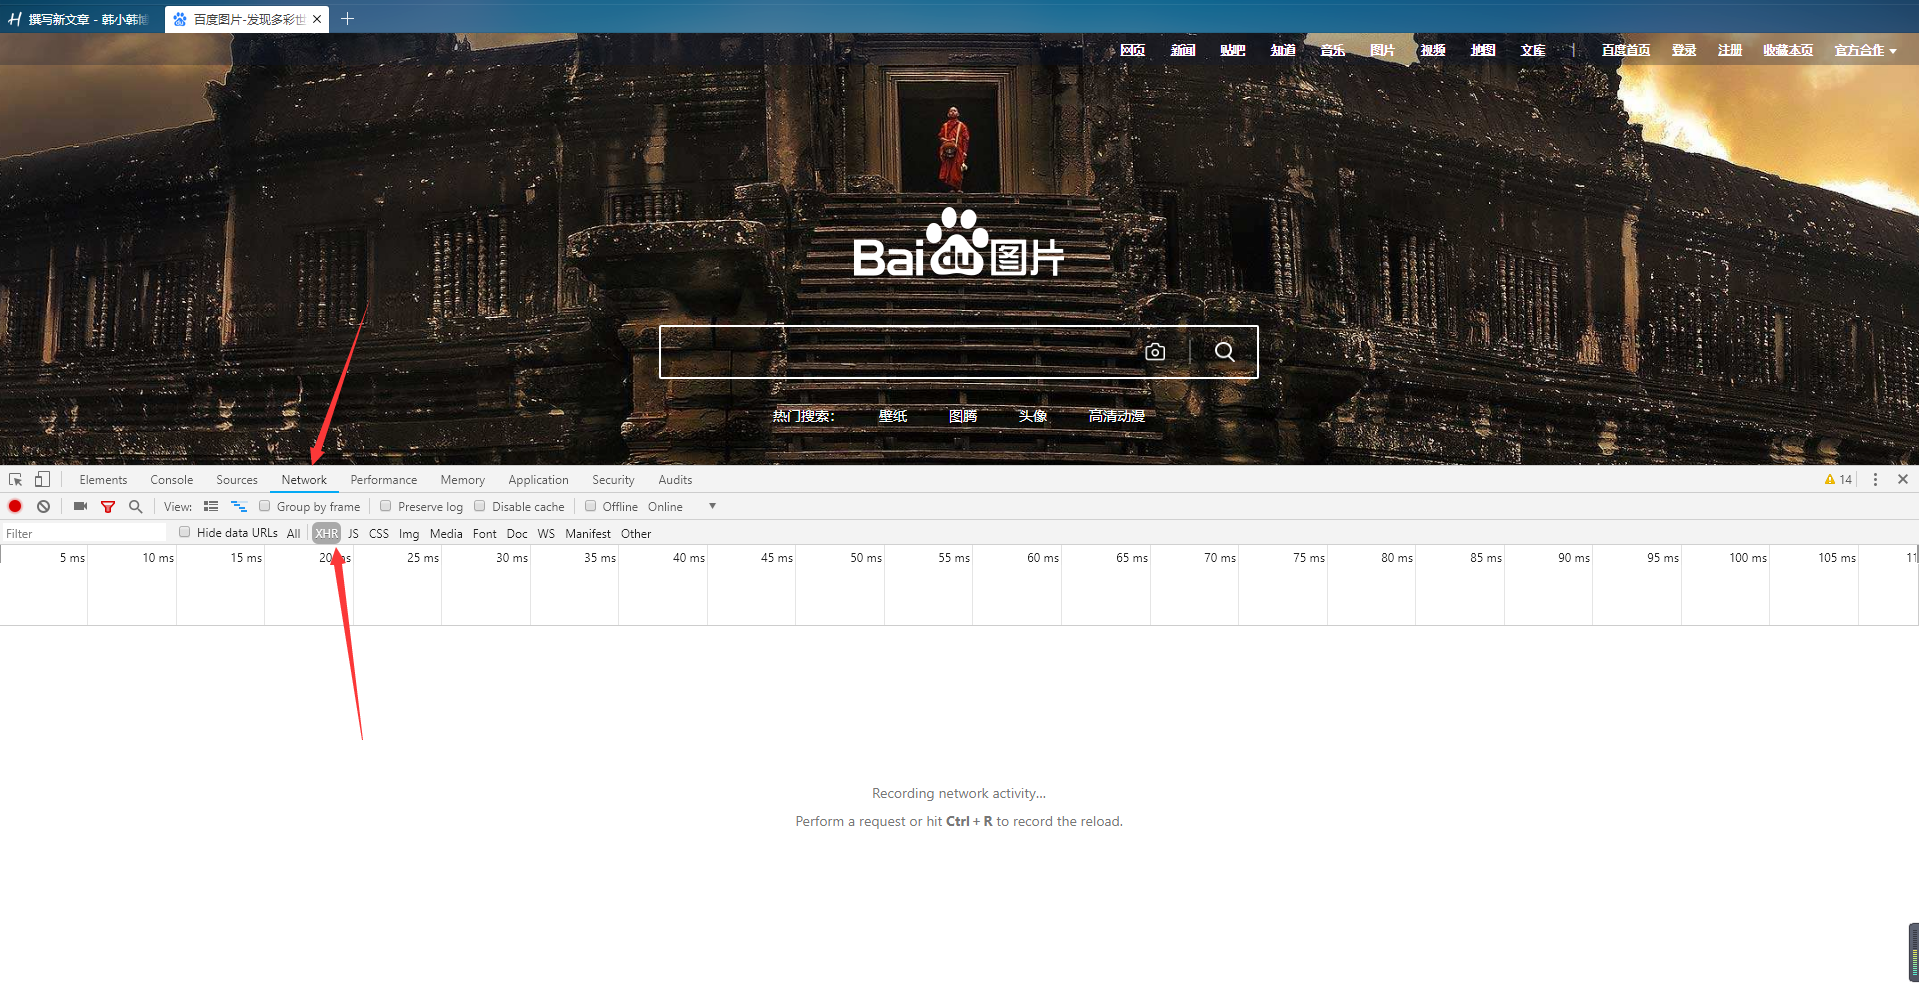 撰写新文章 - 韩小韩博
百度图片-发现多彩世
网页 新闻 贴吧 知道 音乐 图片 视频 地图 文库 | 百度首页 登录 注册 收藏本页 官方合作
Bai du 图片
热门搜索： 壁纸 图腾 头像 高清动漫
Elements Console Sources Network Performance Memory Application Security Audits 14
View: Group by frame Preserve log Disable cache Offline Online
Filter Hide data URLs All XHR JS CSS Img Media Font Doc WS Manifest Other
5 ms 10 ms 15 ms 20 ms 25 ms 30 ms 35 ms 40 ms 45 ms 50 ms 55 ms 60 ms 65 ms 70 ms 75 ms 80 ms 85 ms 90 ms 95 ms 100 ms 105 ms 11
Recording network activity...
Perform a request or hit Ctrl + R to record the reload.